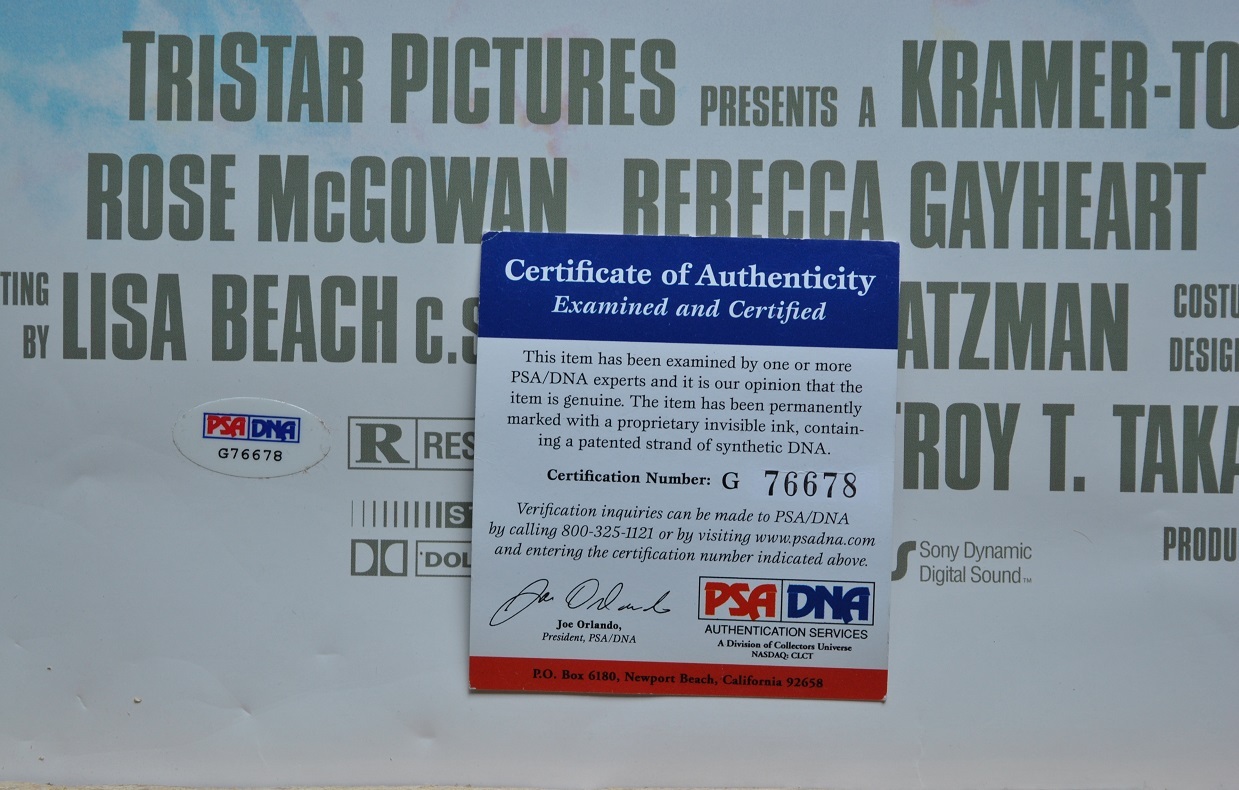 TRISTAR PICTURES PRESENTS A KRAMER-TO
ROSE McGOWAN REBECCA GAYHEART
TING BY LISA BEACH C.S ATZMAN COSTU DESIG
PSA DNA
G76678
R RES
ROY T. TAKA
S
DOL
Sony Dynamic
Digital Sound™
PRODU
Certificate of Authenticity
Examined and Certified
This item has been examined by one or more
PSA/DNA experts and it is our opinion that the
item is genuine. The item has been permanently
marked with a proprietary invisible ink, contain-
ing a patented strand of synthetic DNA.
Certification Number: G 76678
Verification inquiries can be made to PSA/DNA
by calling 800-325-1121 or by visiting www.psadna.com
and entering the certification number indicated above.
Joe Orlando
Joe Orlando,
President, PSA/DNA
PSA DNA
AUTHENTICATION SERVICES
A Division of Collectors Universe
NASDAQ: CLCT
P.O. Box 6180, Newport Beach, California 92658